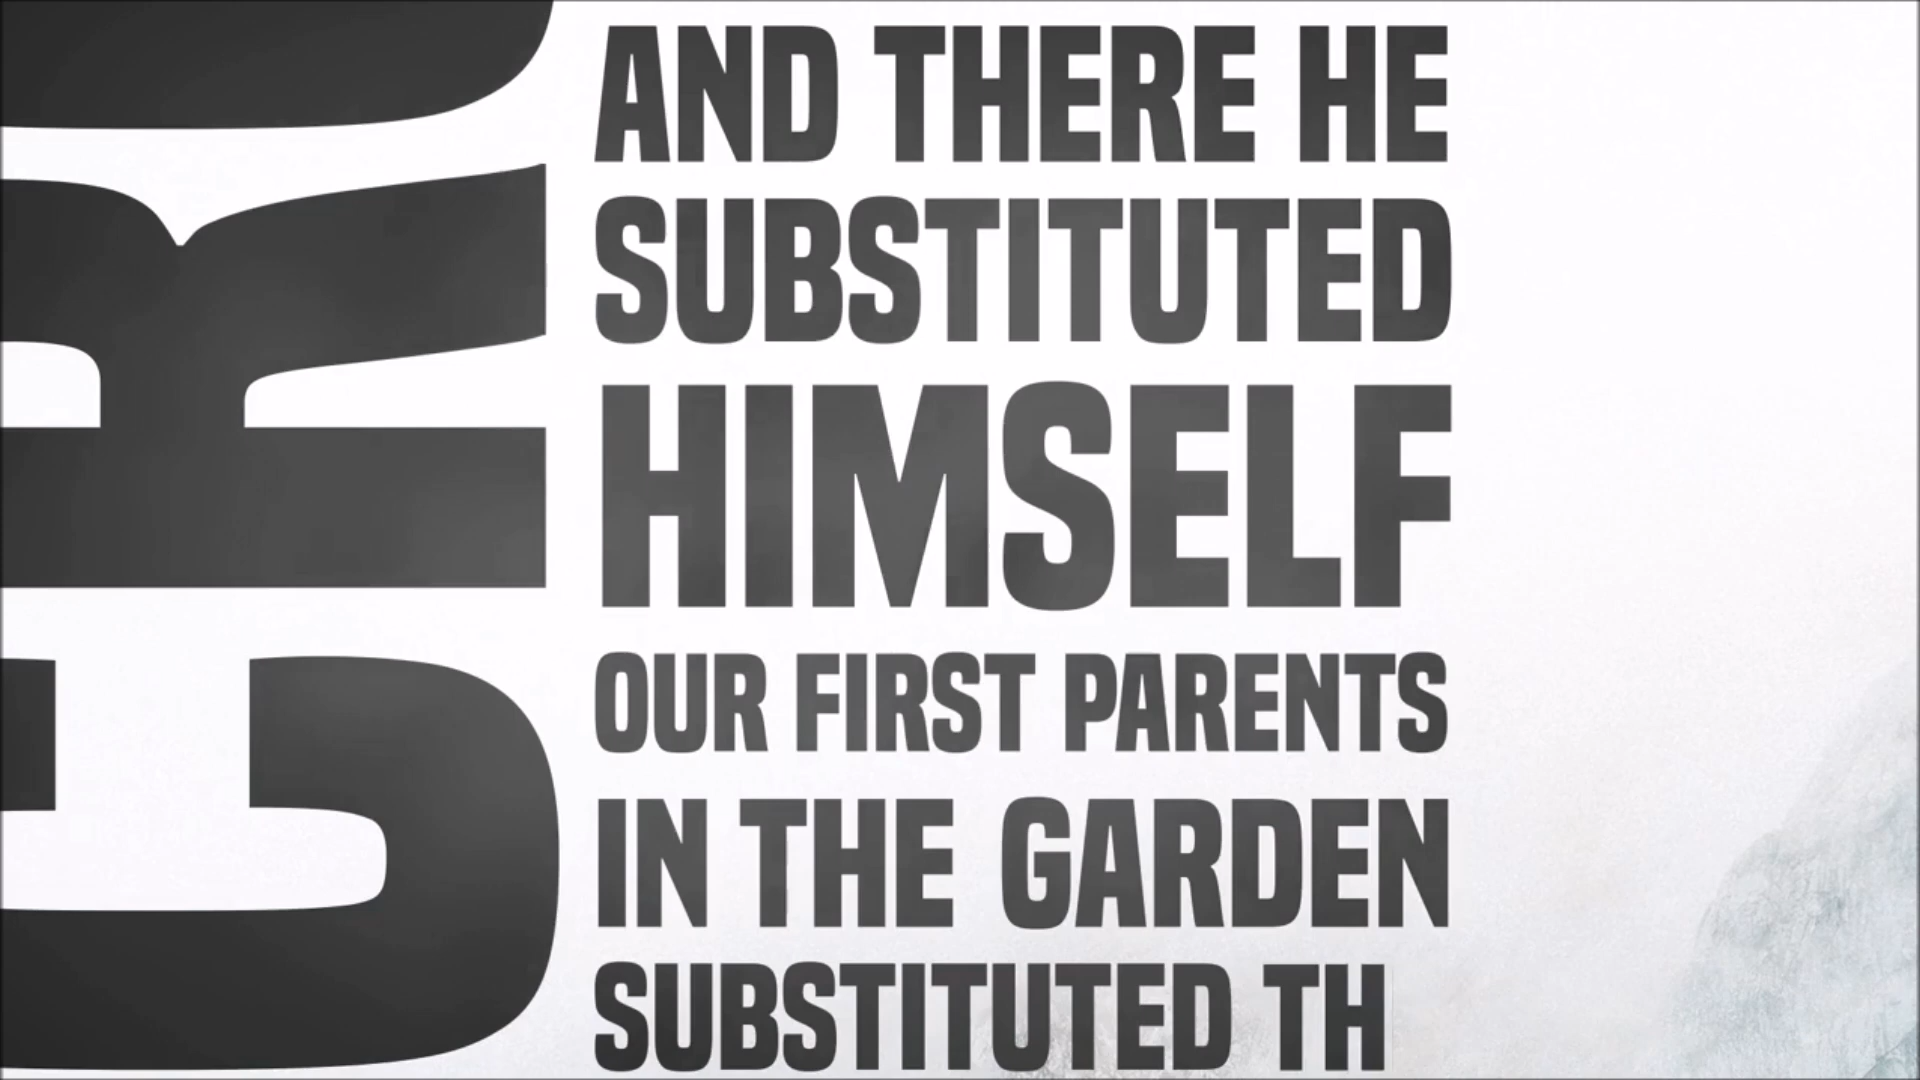 AND THERE HE
SUBSTITUTED
HIMSELF
OUR FIRST PARENTS
IN THE GARDEN
SUBSTITUTED TH